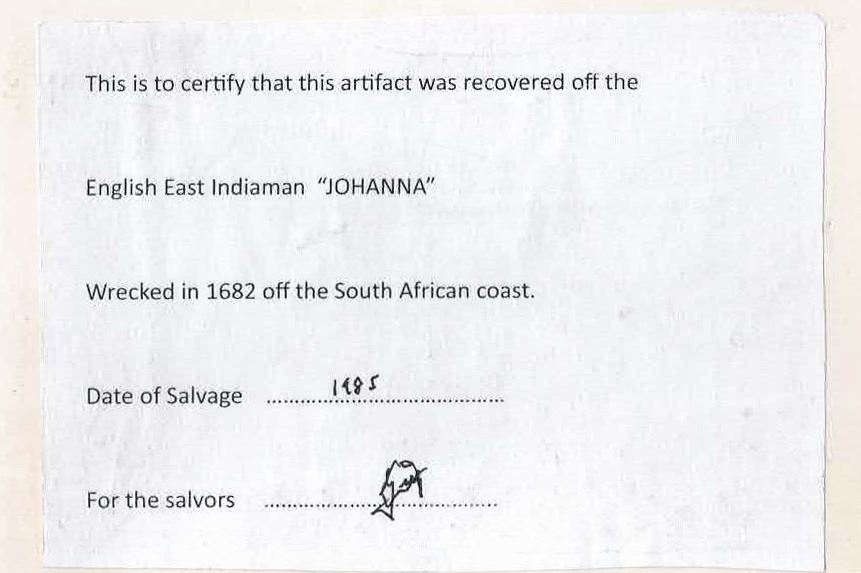 This is to certify that this artifact was recovered off the
English East Indiaman “JOHANNA”
Wrecked in 1682 off the South African coast.
Date of Salvage ........1985........
For the salvors ................